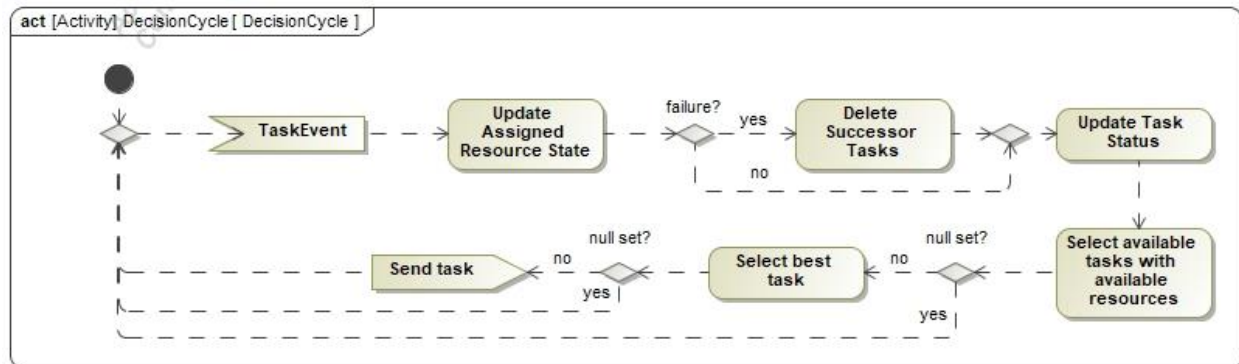 act [Activity] DecisionCycle [ DecisionCycle ]
TaskEvent
Update
Assigned
Resource State
failure?
yes
no
Delete
Successor
Tasks
Update Task
Status
Select available
tasks with
available
resources
null set?
no
yes
Select best
task
null set?
no
yes
Send task